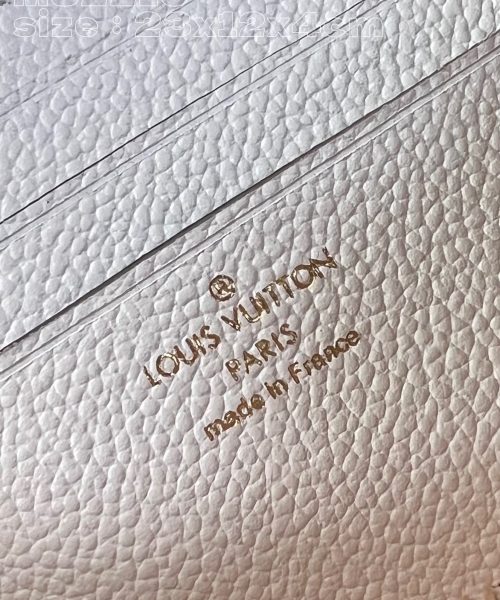 size : 23x12x4cm
®
LOUIS VUITTON
PARIS
made in France